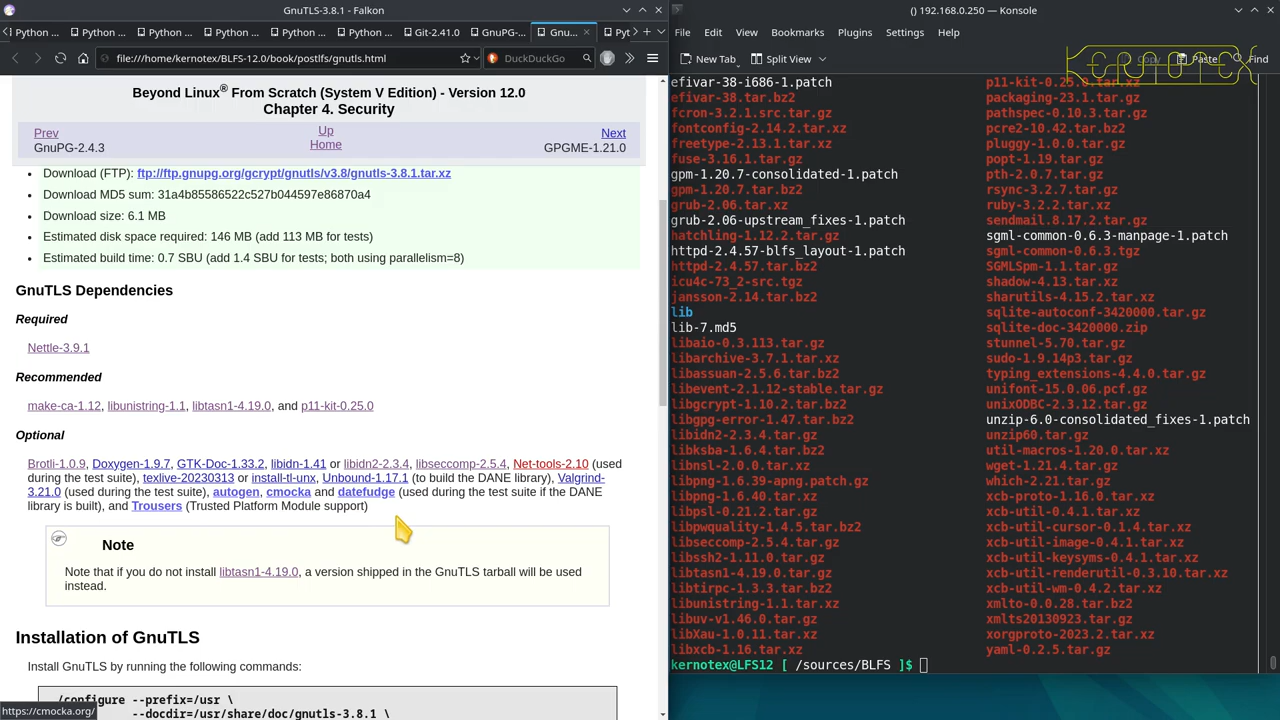 GnuTLS-3.8.1 - Falkon
Python ... Python ... Python ... Python ... Python ... Python ... Git-2.41.0 GnuPG-... Gnu... Pyt
file:///home/kernotex/BLFS-12.0/book/postlfs/gnutls.html
DuckDuckGo
Beyond Linux® From Scratch (System V Edition) - Version 12.0
Chapter 4. Security
Prev Up Next
GnuPG-2.4.3 Home GPGME-1.21.0
• Download (FTP): ftp://ftp.gnupg.org/gcrypt/gnutls/v3.8/gnutls-3.8.1.tar.xz
• Download MD5 sum: 31a4b85586522c527b044597e86870a4
• Download size: 6.1 MB
• Estimated disk space required: 146 MB (add 113 MB for tests)
• Estimated build time: 0.7 SBU (add 1.4 SBU for tests; both using parallelism=8)
GnuTLS Dependencies
Required
Nettle-3.9.1
Recommended
make-ca-1.12, libunistring-1.1, libtasn1-4.19.0, and p11-kit-0.25.0
Optional
Brotli-1.0.9, Doxygen-1.9.7, GTK-Doc-1.33.2, libidn-1.41 or libidn2-2.3.4, libseccomp-2.5.4, Net-tools-2.10 (used
during the test suite), texlive-20230313 or install-tl-unx, Unbound-1.17.1 (to build the DANE library), Valgrind-
3.21.0 (used during the test suite), autogen, cmocka and datefudge (used during the test suite if the DANE
library is built), and Trousers (Trusted Platform Module support)
Note
Note that if you do not install libtasn1-4.19.0, a version shipped in the GnuTLS tarball will be used
instead.
Installation of GnuTLS
Install GnuTLS by running the following commands:
./configure --prefix=/usr \
--docdir=/usr/share/doc/gnutls-3.8.1 \
https://cmocka.org/
() 192.168.0.250 — Konsole
File Edit View Bookmarks Plugins Settings Help
New Tab Split View Copy Paste Find
KERNOTEX
efivar-38-i686-1.patch p11-kit-0.25.0.tar.xz
efivar-38.tar.bz2 packaging-23.1.tar.gz
fcron-3.2.1.src.tar.gz pathspec-0.10.3.tar.gz
fontconfig-2.14.2.tar.xz pcre2-10.42.tar.bz2
freetype-2.13.1.tar.xz pluggy-1.0.0.tar.gz
fuse-3.16.1.tar.gz popt-1.19.tar.gz
gpm-1.20.7-consolidated-1.patch pth-2.0.7.tar.gz
gpm-1.20.7.tar.bz2 rsync-3.2.7.tar.gz
grub-2.06.tar.xz ruby-3.2.2.tar.xz
grub-2.06-upstream_fixes-1.patch sendmail.8.17.2.tar.gz
hatchling-1.12.2.tar.gz sgml-common-0.6.3-manpage-1.patch
httpd-2.4.57-blfs_layout-1.patch sgml-common-0.6.3.tgz
httpd-2.4.57.tar.bz2 SGMLSpm-1.1.tar.gz
icu4c-73_2-src.tgz shadow-4.13.tar.xz
jansson-2.14.tar.bz2 sharutils-4.15.2.tar.xz
lib sqlite-autoconf-3420000.tar.gz
lib-7.md5 sqlite-doc-3420000.zip
libaio-0.3.113.tar.gz stunnel-5.70.tar.gz
libarchive-3.7.1.tar.xz sudo-1.9.14p3.tar.gz
libassuan-2.5.6.tar.bz2 typing_extensions-4.4.0.tar.gz
libevent-2.1.12-stable.tar.gz unifont-15.0.06.pcf.gz
libgcrypt-1.10.2.tar.bz2 unixODBC-2.3.12.tar.gz
libgpg-error-1.47.tar.bz2 unzip-6.0-consolidated_fixes-1.patch
libidn2-2.3.4.tar.gz unzip60.tar.gz
libksba-1.6.4.tar.bz2 util-macros-1.20.0.tar.xz
libnsl-2.0.0.tar.xz wget-1.21.4.tar.gz
libpng-1.6.39-apng.patch.gz which-2.21.tar.gz
libpng-1.6.40.tar.xz xcb-proto-1.16.0.tar.xz
libpsl-0.21.2.tar.gz xcb-util-cursor-0.1.4.tar.xz
libpwquality-1.4.5.tar.bz2 xcb-util-image-0.4.1.tar.xz
libseccomp-2.5.4.tar.gz xcb-util-keysyms-0.4.1.tar.xz
libssh2-1.11.0.tar.gz xcb-util-renderutil-0.3.10.tar.xz
libtasn1-4.19.0.tar.gz xcb-util-wm-0.4.2.tar.xz
libtirpc-1.3.3.tar.bz2 xmlto-0.0.28.tar.bz2
libunistring-1.1.tar.xz xmlts20130923.tar.gz
libuv-v1.46.0.tar.gz xorgproto-2023.2.tar.xz
libXau-1.0.11.tar.xz yaml-0.2.5.tar.gz
libxcb-1.16.tar.xz
kernotex@LFS12 [ /sources/BLFS ]$